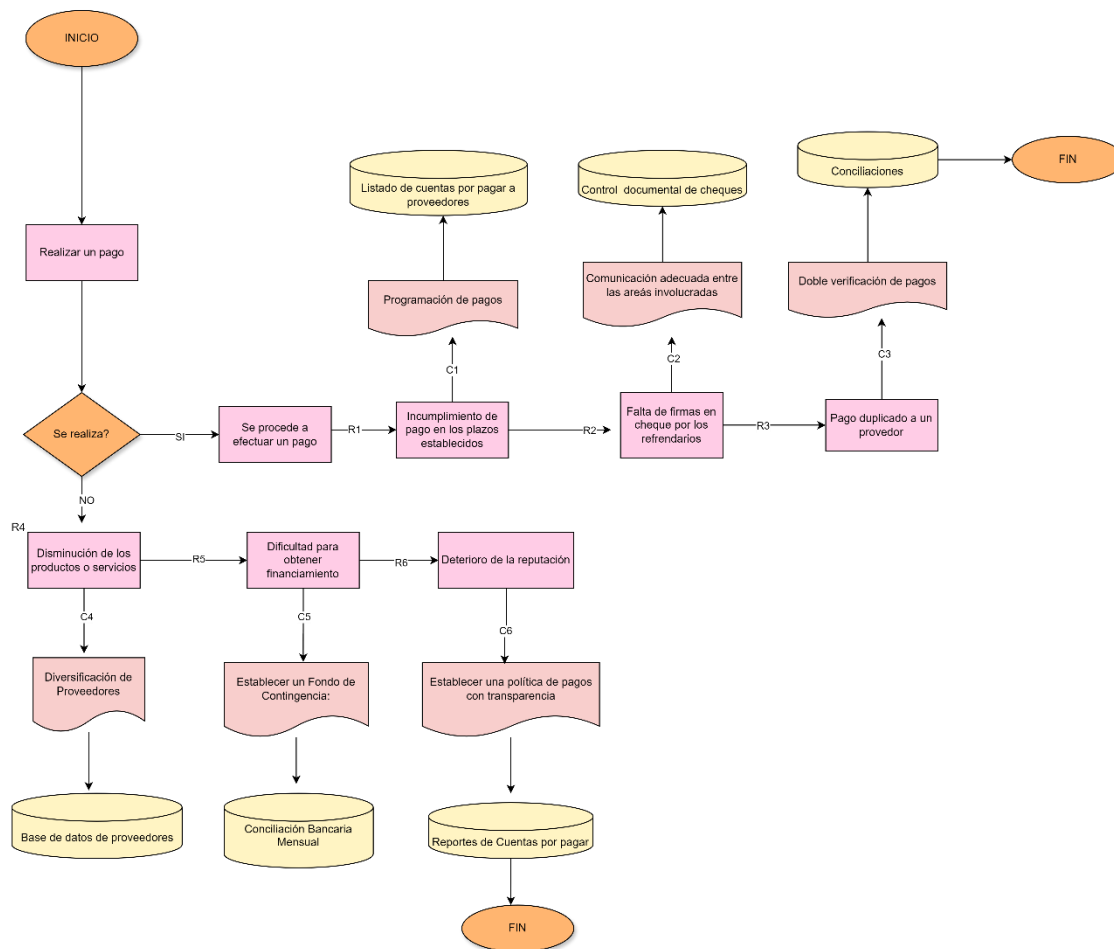 INICIO
Realizar un pago
Se realiza?
SI
Se procede a
efectuar un pago
R1
Incumplimiento de
pago en los plazos
establecidos
C1
Programación de pagos
Listado de cuentas por pagar a
proveedores
R2
Falta de firmas en
cheque por los
refrendarios
C2
Comunicación adecuada entre
las areás involucradas
Control documental de cheques
R3
Pago duplicado a un
provedor
C3
Doble verificación de pagos
Conciliaciones
FIN
NO
R4
Disminución de los
productos o servicios
C4
Diversificación de
Proveedores
Base de datos de proveedores
R5
Dificultad para
obtener
financiamiento
C5
Establecer un Fondo de
Contingencia:
Conciliación Bancaria
Mensual
R6
Deterioro de la reputación
C6
Establecer una política de pagos
con transparencia
Reportes de Cuentas por pagar
FIN